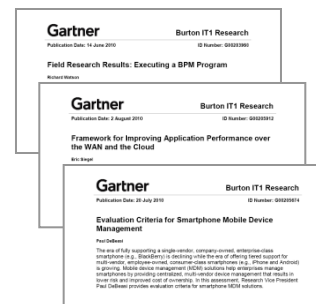 Gartner
Burton IT1 Research
Publication Date: 14 June 2010 ID Number: G00203960
Field Research Results: Executing a BPM Program
Richard Watson
Gartner
Burton IT1 Research
Publication Date: 2 August 2010 ID Number: G00205912
Framework for Improving Application Performance over
the WAN and the Cloud
Eric Siegel
Gartner
Burton IT1 Research
Publication Date: 20 July 2010 ID Number: G00205074
Evaluation Criteria for Smartphone Mobile Device
Management
Paul DeBeasi
The era of fully supporting a single-vendor, company-owned, enterprise-class
smartphone (e.g., BlackBerry) is declining while the era of offering tiered support for
multi-vendor, employee-owned, consumer-class smartphones (e.g., iPhone and Android)
is growing. Mobile device management (MDM) solutions help enterprises manage
smartphones by providing centralized, multi-vendor device management that results in
lower risk and improved cost of ownership. In this assessment, Research Vice President
Paul DeBeasi provides evaluation criteria for smartphone MDM solutions.